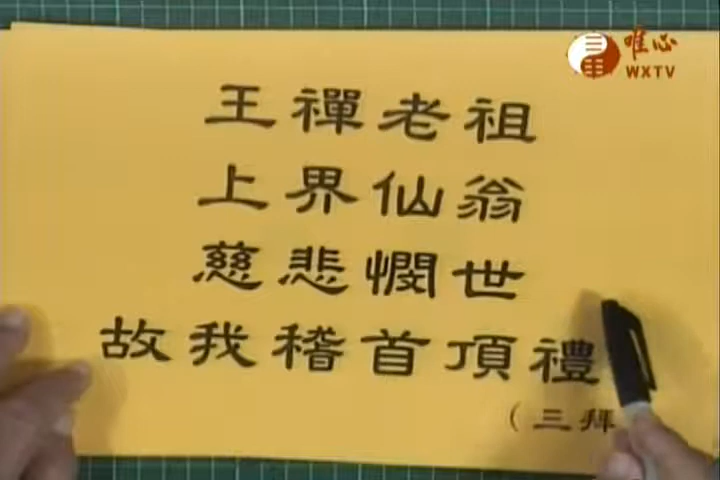 唯心
WXTV
王禪老祖
上界仙翁
慈悲憫世
故我稽首頂禮
（三拜